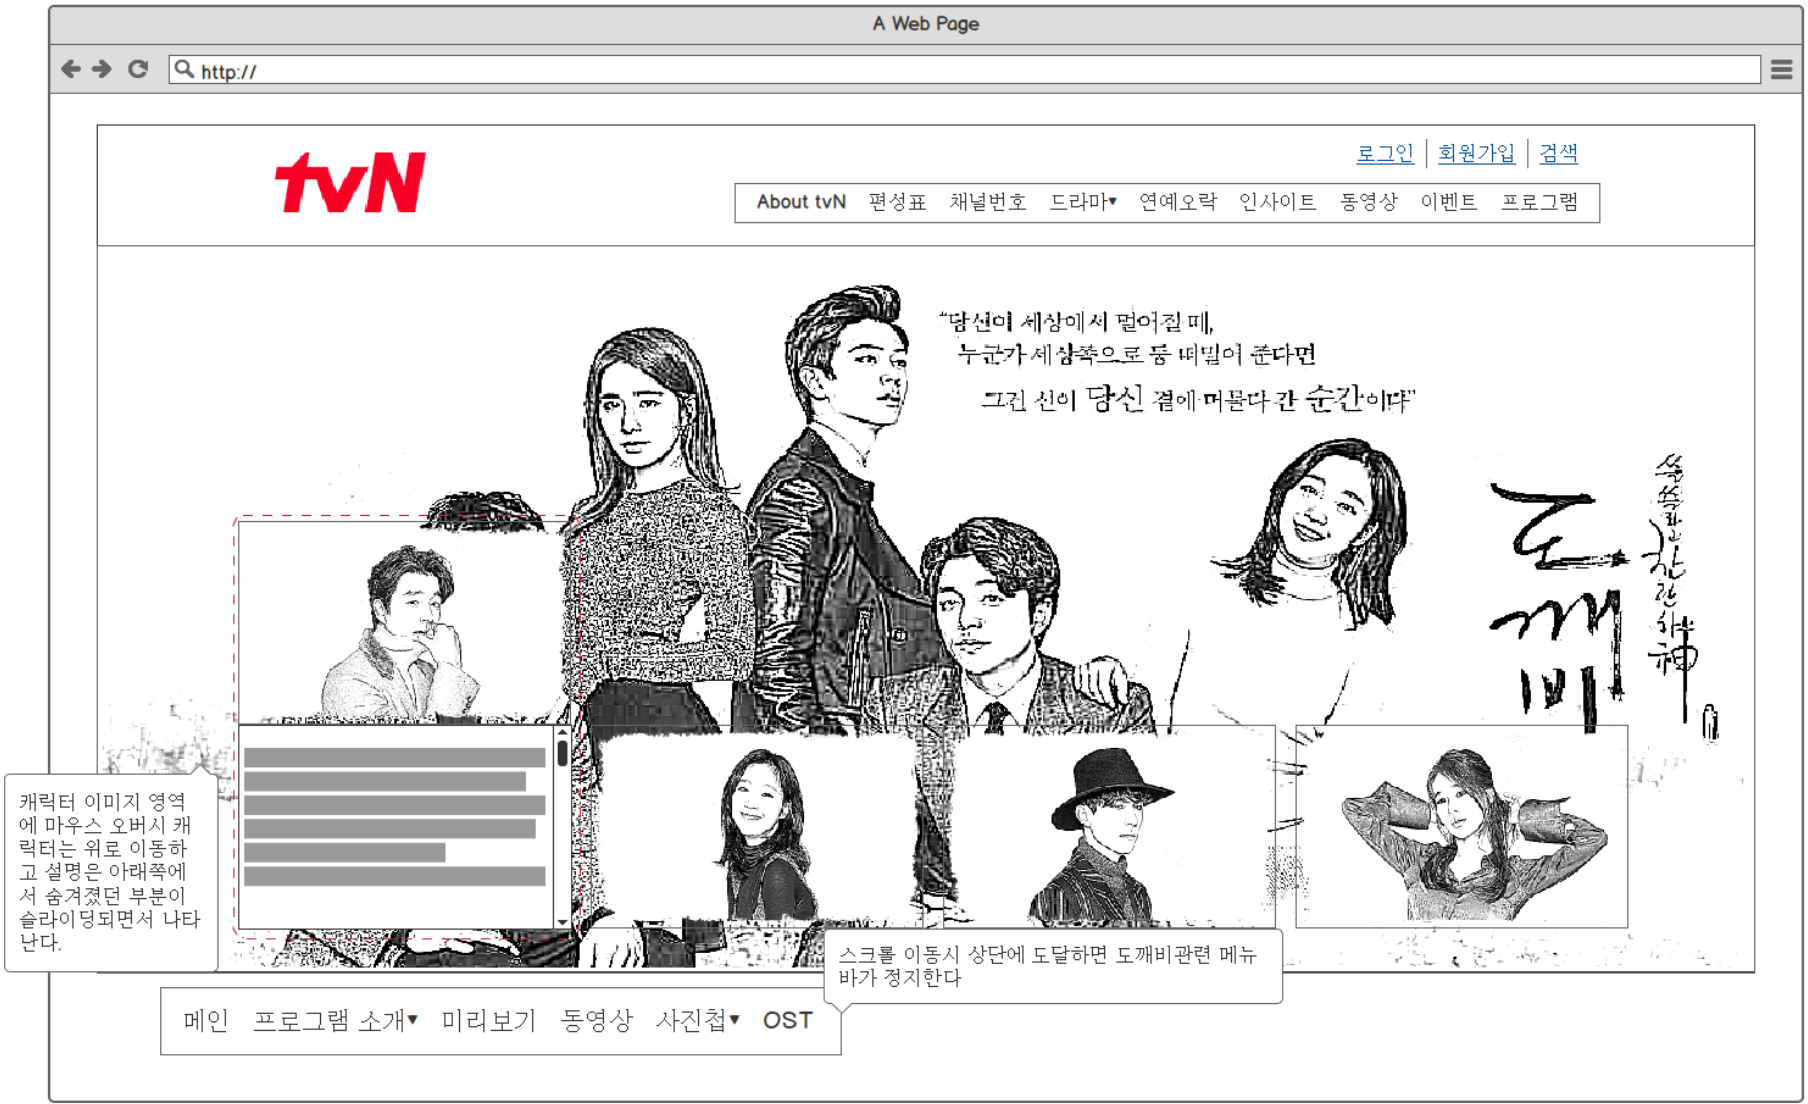 A Web Page
http://
tvN
로그인 회원가입 검색
About tvN 편성표 채널번호 드라마▾ 연예오락 인사이트 동영상 이벤트 프로그램
“당신이 세상에서 멀어질 때,
누군가 세상쪽으로 등 떠밀어 준다면
그건 신이 당신 곁에 머물다 간 순간이다”
쓸쓸하고 찬란하神
도깨비
캐릭터 이미지 영역
에 마우스 오버시 캐
릭터는 위로 이동하
고 설명은 아래쪽에
서 숨겨졌던 부분이
슬라이딩되면서 나타
난다.
스크롤 이동시 상단에 도달하면 도깨비관련 메뉴
바가 정지한다
메인 프로그램 소개▾ 미리보기 동영상 사진첩▾ OST